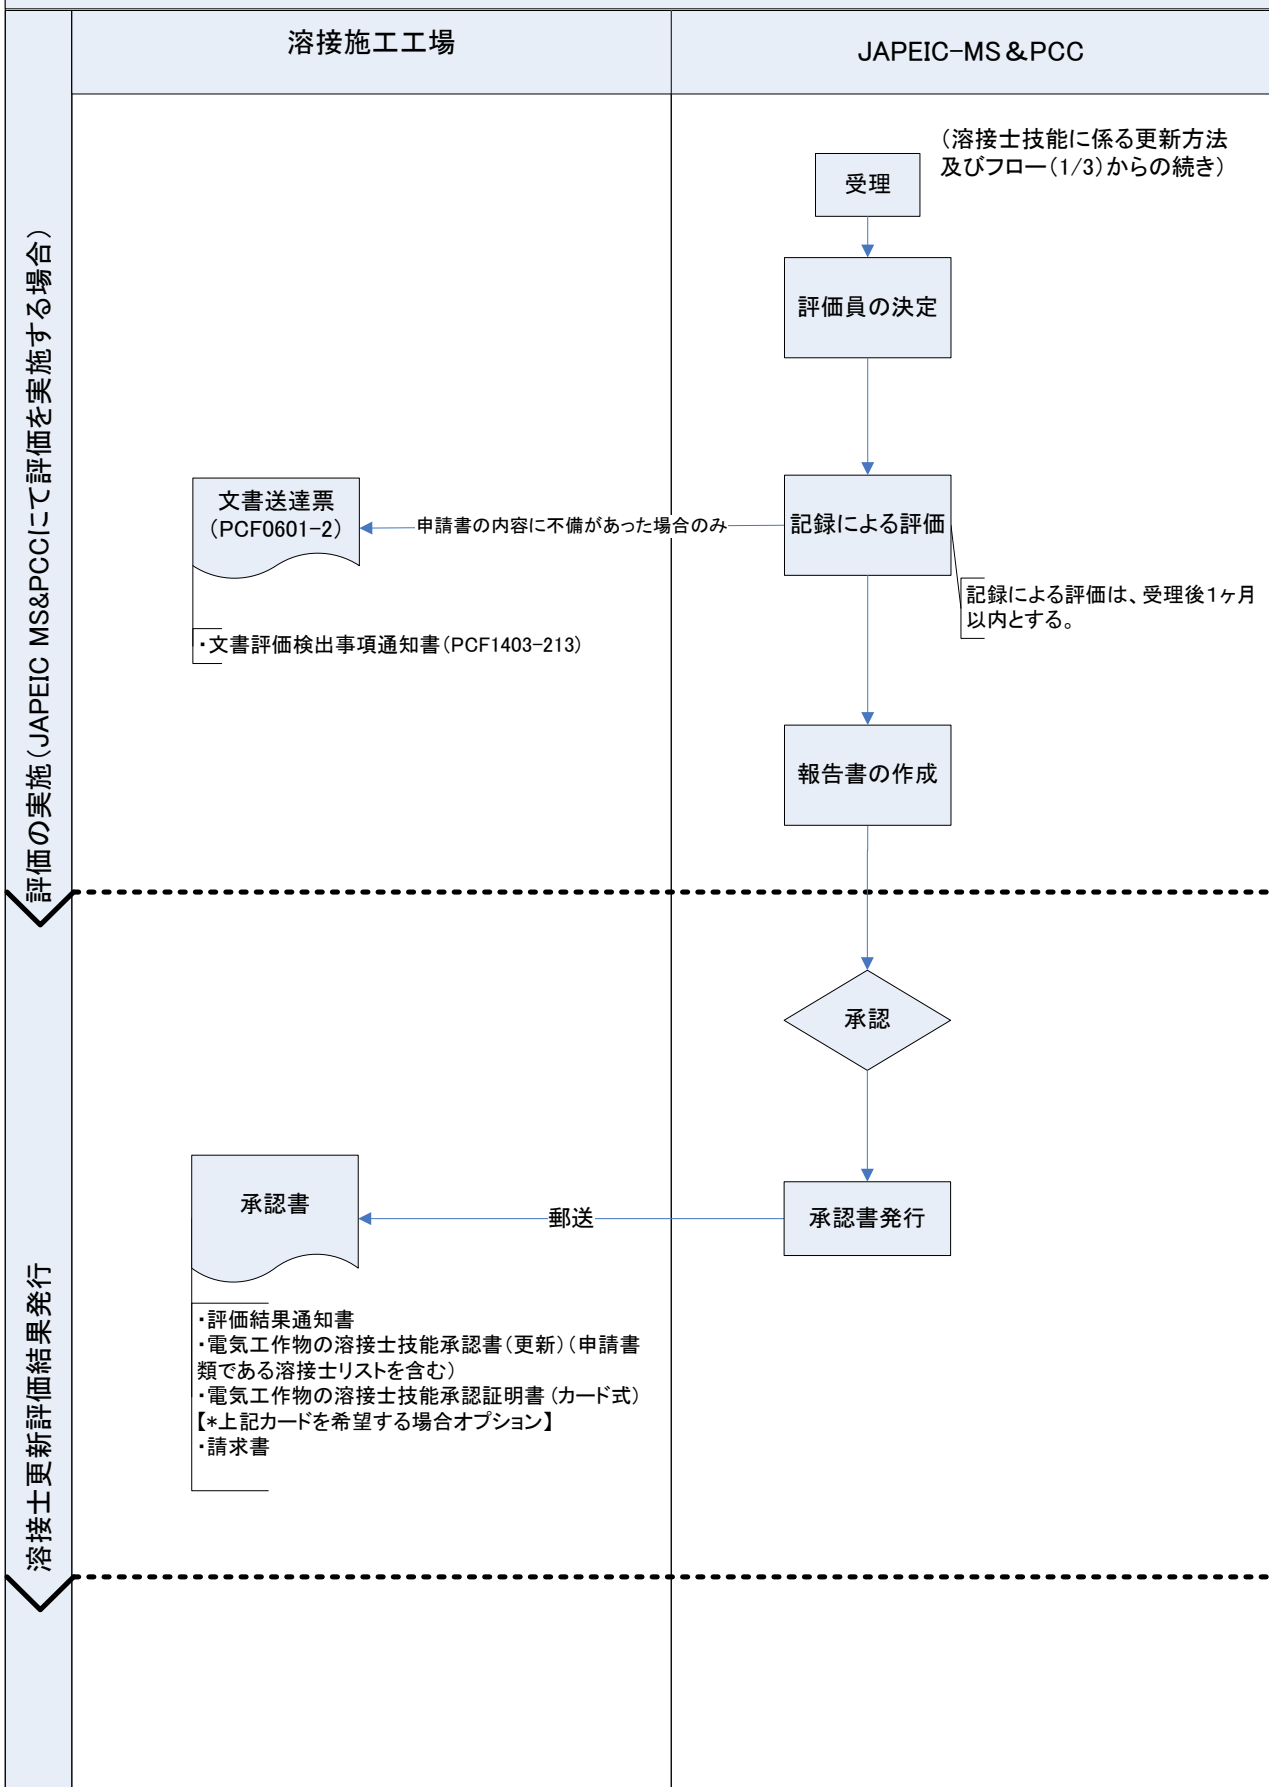 溶接施工工場
JAPEIC-MS＆PCC
評価の実施（JAPEIC MS&PCCにて評価を実施する場合）
（溶接士技能に係る更新方法
及びフロー（1/3）からの続き）
受理
評価員の決定
文書送達票
（PCF0601-2）
申請書の内容に不備があった場合のみ
記録による評価
記録による評価は、受理後１ヶ月
以内とする。
・文書評価検出事項通知書（PCF1403-213）
報告書の作成
溶接士更新評価結果発行
承認
承認書
郵送
承認書発行
・評価結果通知書
・電気工作物の溶接士技能承認書（更新）（申請書
類である溶接士リストを含む）
・電気工作物の溶接士技能承認証明書（カード式）
【*上記カードを希望する場合オプション】
・請求書